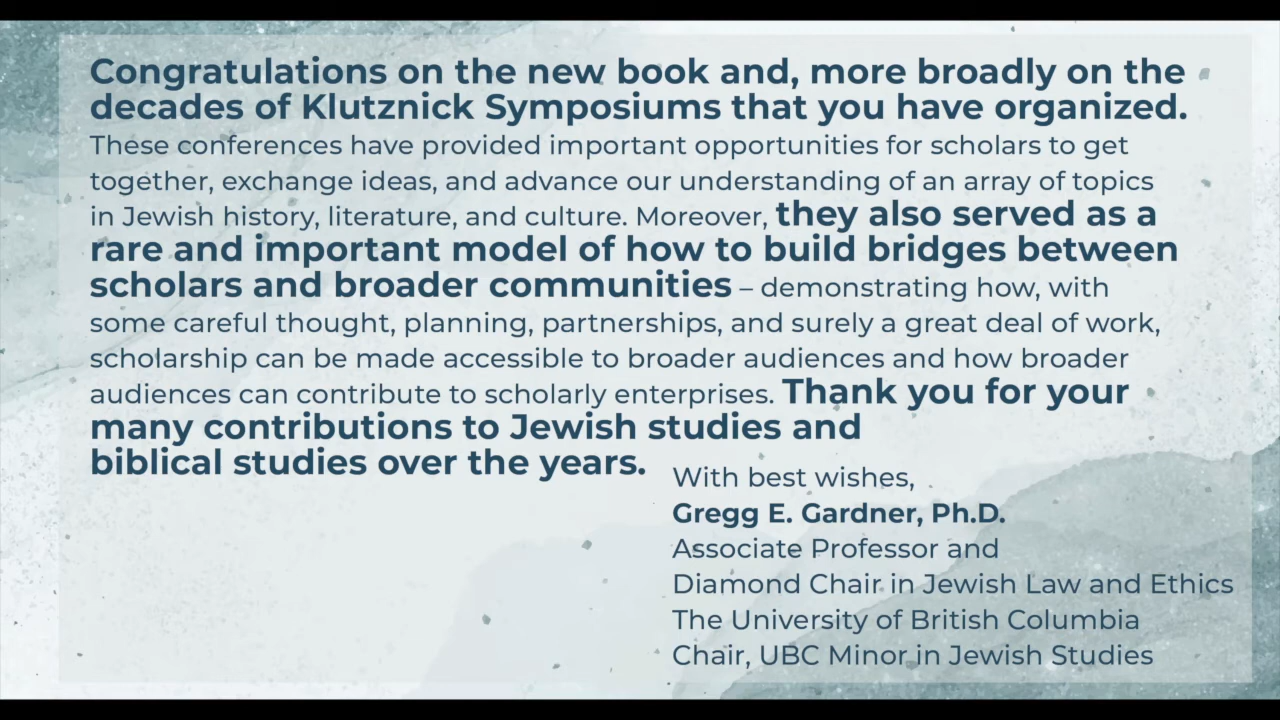 Congratulations on the new book and, more broadly on the
decades of Klutznick Symposiums that you have organized.
These conferences have provided important opportunities for scholars to get
together, exchange ideas, and advance our understanding of an array of topics
in Jewish history, literature, and culture. Moreover, they also served as a
rare and important model of how to build bridges between
scholars and broader communities – demonstrating how, with
some careful thought, planning, partnerships, and surely a great deal of work,
scholarship can be made accessible to broader audiences and how broader
audiences can contribute to scholarly enterprises. Thank you for your
many contributions to Jewish studies and
biblical studies over the years.
With best wishes,
Gregg E. Gardner, Ph.D.
Associate Professor and
Diamond Chair in Jewish Law and Ethics
The University of British Columbia
Chair, UBC Minor in Jewish Studies